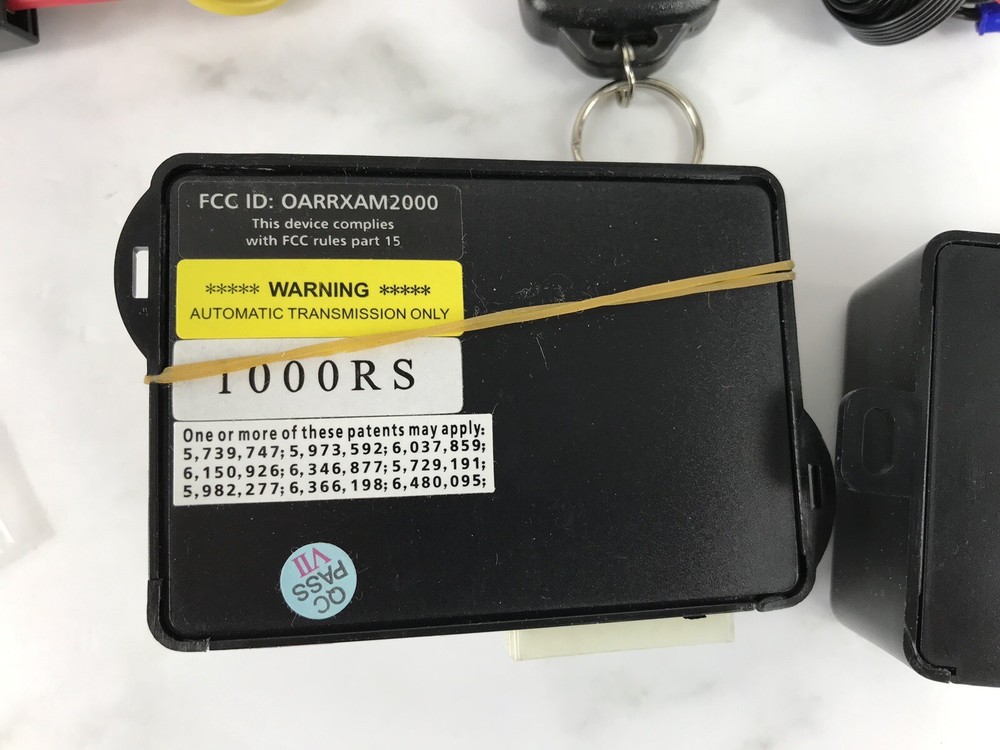 FCC ID: OARRXAM2000
This device complies
with FCC rules part 15
***** WARNING *****
AUTOMATIC TRANSMISSION ONLY
1000RS
One or more of these patents may apply:
5,739,747; 5,973,592; 6,037,859;
6,150,926; 6,346,877; 5,729,191;
5,982,277; 6,366,198; 6,480,095;
QC
PASS
VII